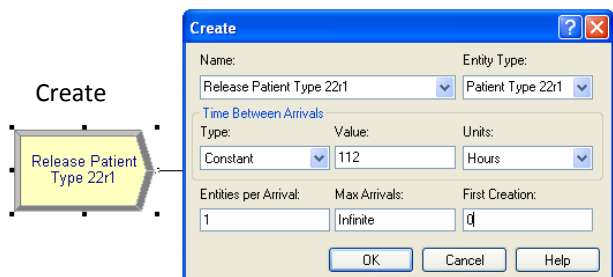 Create
Release Patient
Type 22r1
Create
Name:
Entity Type:
Release Patient Type 22r1
Patient Type 22r1
Time Between Arrivals
Type:
Value:
Units:
Constant
112
Hours
Entities per Arrival:
Max Arrivals:
First Creation:
1
Infinite
0
OK
Cancel
Help